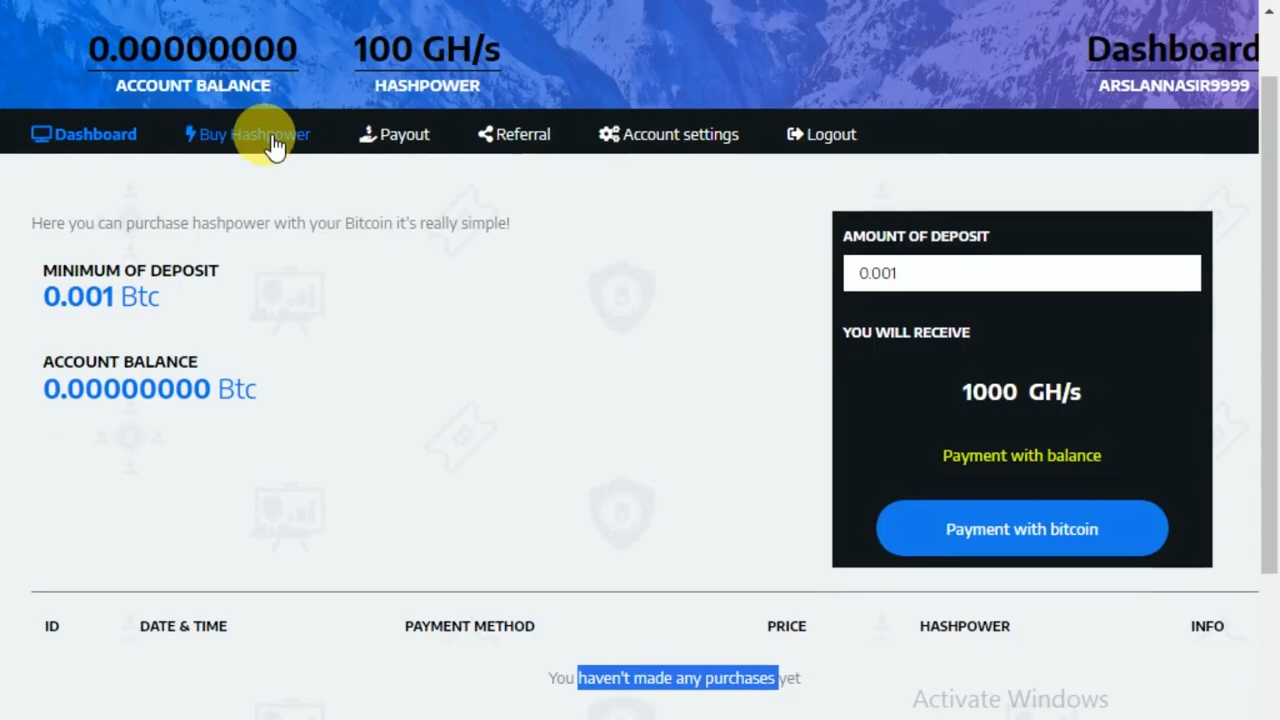 0.00000000 100 GH/s Dashboard
ACCOUNT BALANCE HASHPOWER ARSLANNASIR9999
Dashboard Buy Hashpower Payout Referral Account settings Logout
Here you can purchase hashpower with your Bitcoin it's really simple!
MINIMUM OF DEPOSIT
0.001 Btc
ACCOUNT BALANCE
0.00000000 Btc
AMOUNT OF DEPOSIT
0.001
YOU WILL RECEIVE
1000 GH/s
Payment with balance
Payment with bitcoin
ID DATE & TIME PAYMENT METHOD PRICE HASHPOWER INFO
You haven't made any purchases yet
Activate Windows